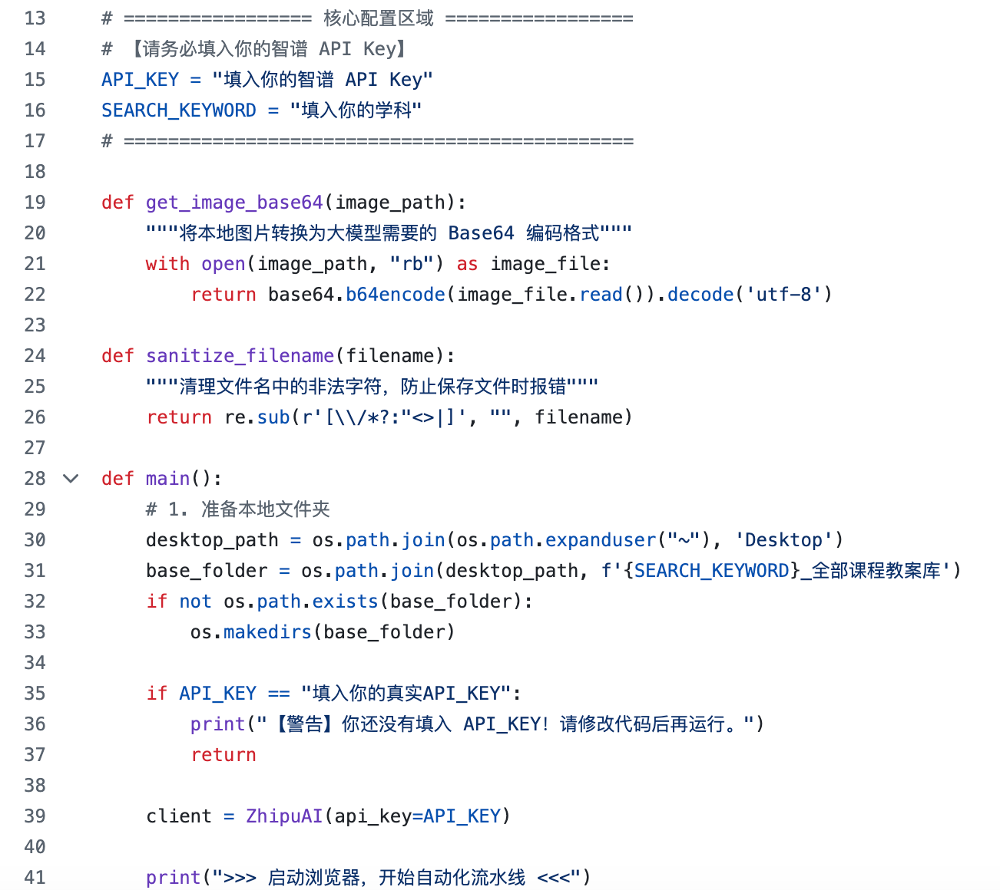 13 # ================= 核心配置区域 =================
14 # 【请务必填入你的智谱 API Key】
15 API_KEY = "填入你的智谱 API Key"
16 SEARCH_KEYWORD = "填入你的学科"
17 # ==============================================
18
19 def get_image_base64(image_path):
20     """将本地图片转换为大模型需要的 Base64 编码格式"""
21     with open(image_path, "rb") as image_file:
22         return base64.b64encode(image_file.read()).decode('utf-8')
23
24 def sanitize_filename(filename):
25     """清理文件名中的非法字符，防止保存文件时报错"""
26     return re.sub(r'[\\/*?:"<>|]', "", filename)
27
28 def main():
29     # 1. 准备本地文件夹
30     desktop_path = os.path.join(os.path.expanduser("~"), 'Desktop')
31     base_folder = os.path.join(desktop_path, f'{SEARCH_KEYWORD}_全部课程教案库')
32     if not os.path.exists(base_folder):
33         os.makedirs(base_folder)
34
35     if API_KEY == "填入你的真实API_KEY":
36         print("【警告】你还没有填入 API_KEY！请修改代码后再运行。")
37         return
38
39     client = ZhipuAI(api_key=API_KEY)
40
41     print(">>> 启动浏览器，开始自动化流水线 <<<")